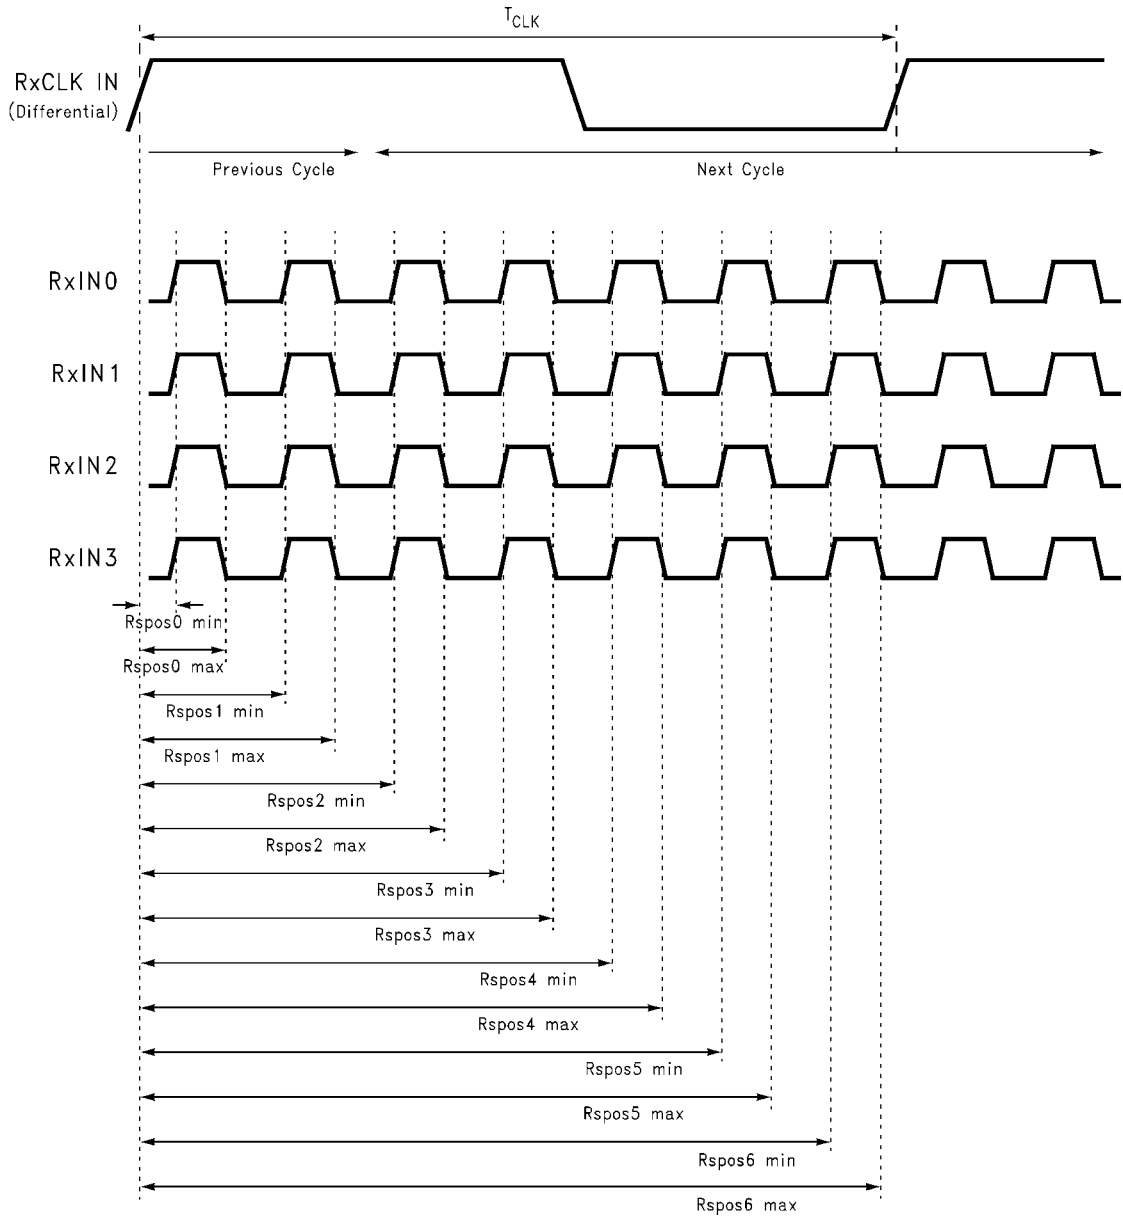 TCLK
RxCLK IN
(Differential)
Previous Cycle
Next Cycle
RxIN0
RxIN1
RxIN2
RxIN3
Rspos0 min
Rspos0 max
Rspos1 min
Rspos1 max
Rspos2 min
Rspos2 max
Rspos3 min
Rspos3 max
Rspos4 min
Rspos4 max
Rspos5 min
Rspos5 max
Rspos6 min
Rspos6 max